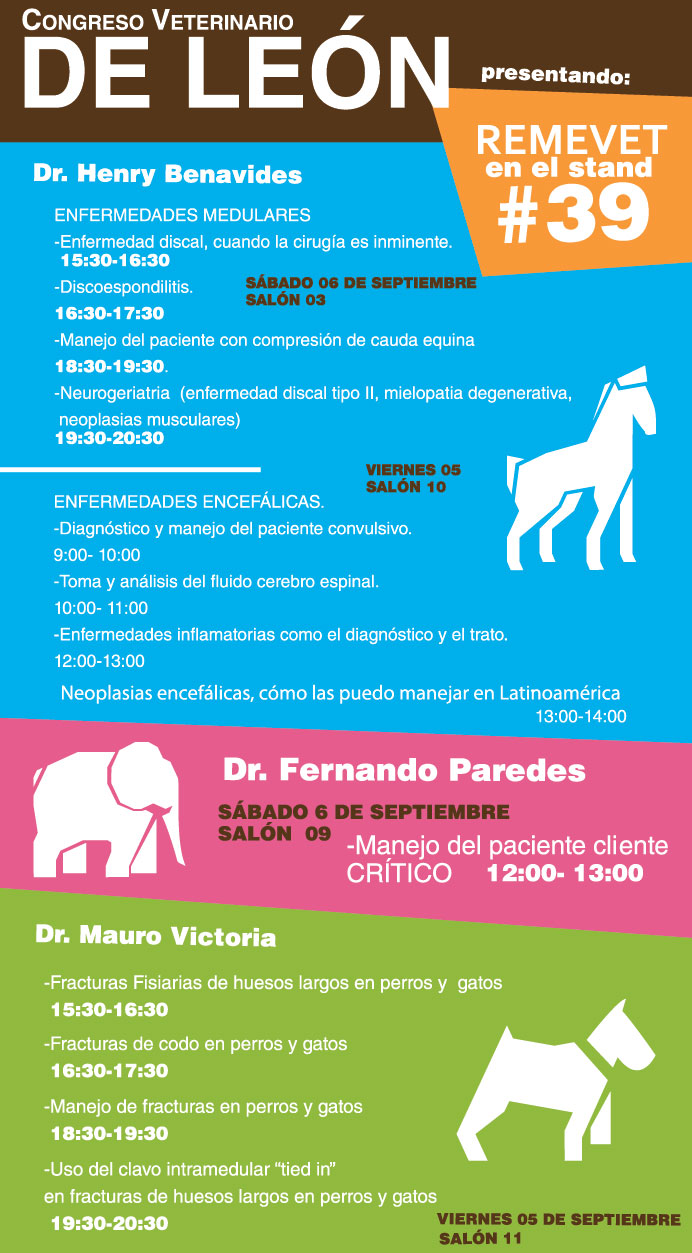 CONGRESO VETERINARIO
DE LEÓN
presentando:
REMEVET
en el stand
#39
Dr. Henry Benavides
ENFERMEDADES MEDULARES
-Enfermedad discal, cuando la cirugía es inminente.
15:30-16:30
-Discoespondilitis.
SÁBADO 06 DE SEPTIEMBRE
SALÓN 03
16:30-17:30
-Manejo del paciente con compresión de cauda equina
18:30-19:30.
-Neurogeriatria (enfermedad discal tipo II, mielopatia degenerativa,
neoplasias musculares)
19:30-20:30
VIERNES 05
SALÓN 10
ENFERMEDADES ENCEFÁLICAS.
-Diagnóstico y manejo del paciente convulsivo.
9:00- 10:00
-Toma y análisis del fluido cerebro espinal.
10:00- 11:00
-Enfermedades inflamatorias como el diagnóstico y el trato.
12:00-13:00
Neoplasias encefálicas, cómo las puedo manejar en Latinoamérica
13:00-14:00
Dr. Fernando Paredes
SÁBADO 6 DE SEPTIEMBRE
SALÓN 09
-Manejo del paciente cliente
CRÍTICO 12:00- 13:00
Dr. Mauro Victoria
-Fracturas Fisiarias de huesos largos en perros y gatos
15:30-16:30
-Fracturas de codo en perros y gatos
16:30-17:30
-Manejo de fracturas en perros y gatos
18:30-19:30
-Uso del clavo intramedular “tied in”
en fracturas de huesos largos en perros y gatos
19:30-20:30
VIERNES 05 DE SEPTIEMBRE
SALÓN 11